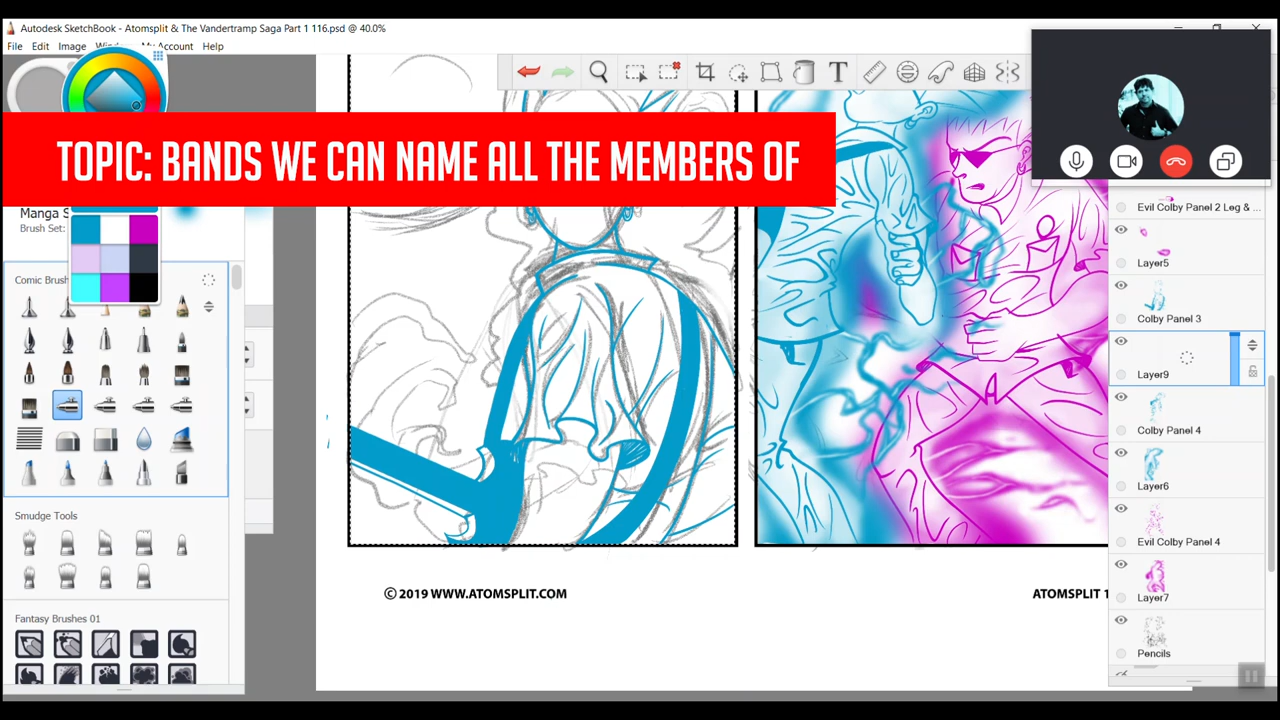 Autodesk SketchBook - Atomsplit & The Vandertramp Saga Part 1 116.psd @ 40.0%
File Edit Image Window My Account Help
TOPIC: BANDS WE CAN NAME ALL THE MEMBERS OF
Manga S
Brush Set:
Comic Brus
Smudge Tools
Fantasy Brushes 01
T
Evil Colby Panel 2 Leg & ...
Layer5
Colby Panel 3
Layer9
Colby Panel 4
Layer6
Evil Colby Panel 4
Layer7
Pencils
© 2019 WWW.ATOMSPLIT.COM
ATOMSPLIT 1